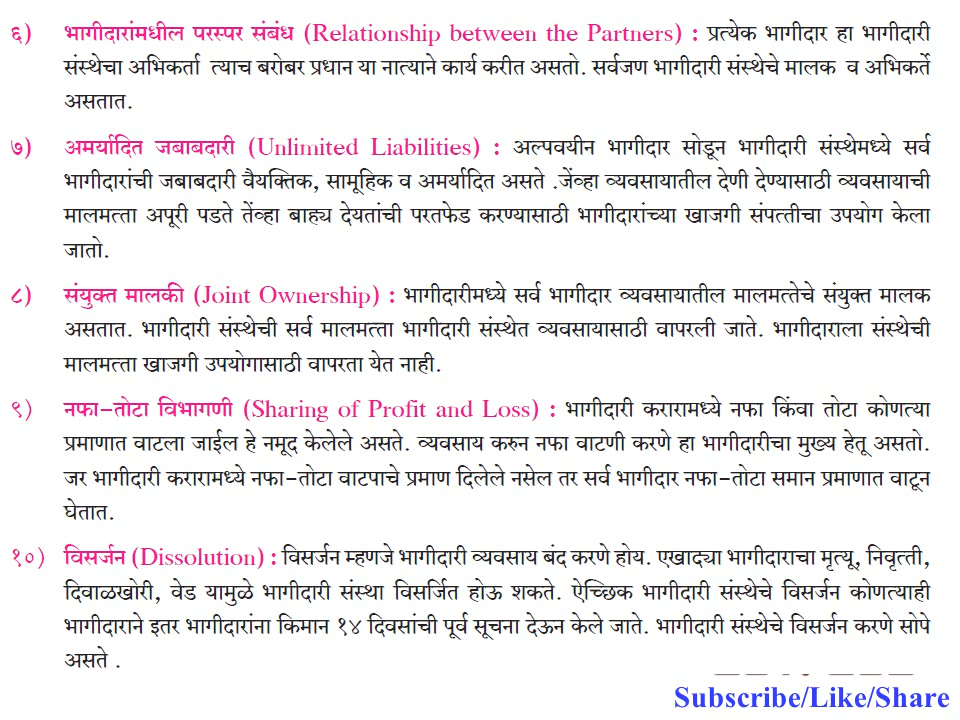 ६) भागीदारांमधील परस्पर संबंध (Relationship between the Partners) : प्रत्येक भागीदार हा भागीदारी
संस्थेचा अभिकर्ता त्याच बरोबर प्रधान या नात्याने कार्य करीत असतो. सर्वजण भागीदारी संस्थेचे मालक व अभिकर्ते
असतात.
७) अमर्यादित जबाबदारी (Unlimited Liabilities) : अल्पवयीन भागीदार सोडून भागीदारी संस्थेमध्ये सर्व
भागीदारांची जबाबदारी वैयक्तिक, सामूहिक व अमर्यादित असते .जेंव्हा व्यवसायातील देणी देण्यासाठी व्यवसायाची
मालमत्ता अपूरी पडते तेंव्हा बाह्य देयतांची परतफेड करण्यासाठी भागीदारांच्या खाजगी संपत्तीचा उपयोग केला
जातो.
८) संयुक्त मालकी (Joint Ownership) : भागीदारीमध्ये सर्व भागीदार व्यवसायातील मालमत्तेचे संयुक्त मालक
असतात. भागीदारी संस्थेची सर्व मालमत्ता भागीदारी संस्थेत व्यवसायासाठी वापरली जाते. भागीदाराला संस्थेची
मालमत्ता खाजगी उपयोगासाठी वापरता येत नाही.
९) नफा-तोटा विभागणी (Sharing of Profit and Loss) : भागीदारी करारामध्ये नफा किंवा तोटा कोणत्या
प्रमाणात वाटला जाईल हे नमूद केलेले असते. व्यवसाय करुन नफा वाटणी करणे हा भागीदारीचा मुख्य हेतू असतो.
जर भागीदारी करारामध्ये नफा-तोटा वाटपाचे प्रमाण दिलेले नसेल तर सर्व भागीदार नफा-तोटा समान प्रमाणात वाटून
घेतात.
१०) विसर्जन (Dissolution) : विसर्जन म्हणजे भागीदारी व्यवसाय बंद करणे होय. एखाद्या भागीदाराचा मृत्यू, निवृत्ती,
दिवाळखोरी, वेड यामुळे भागीदारी संस्था विसर्जित होऊ शकते. ऐच्छिक भागीदारी संस्थेचे विसर्जन कोणत्याही
भागीदाराने इतर भागीदारांना किमान १४ दिवसांची पूर्व सूचना देऊन केले जाते. भागीदारी संस्थेचे विसर्जन करणे सोपे
असते .
Subscribe/Like/Share